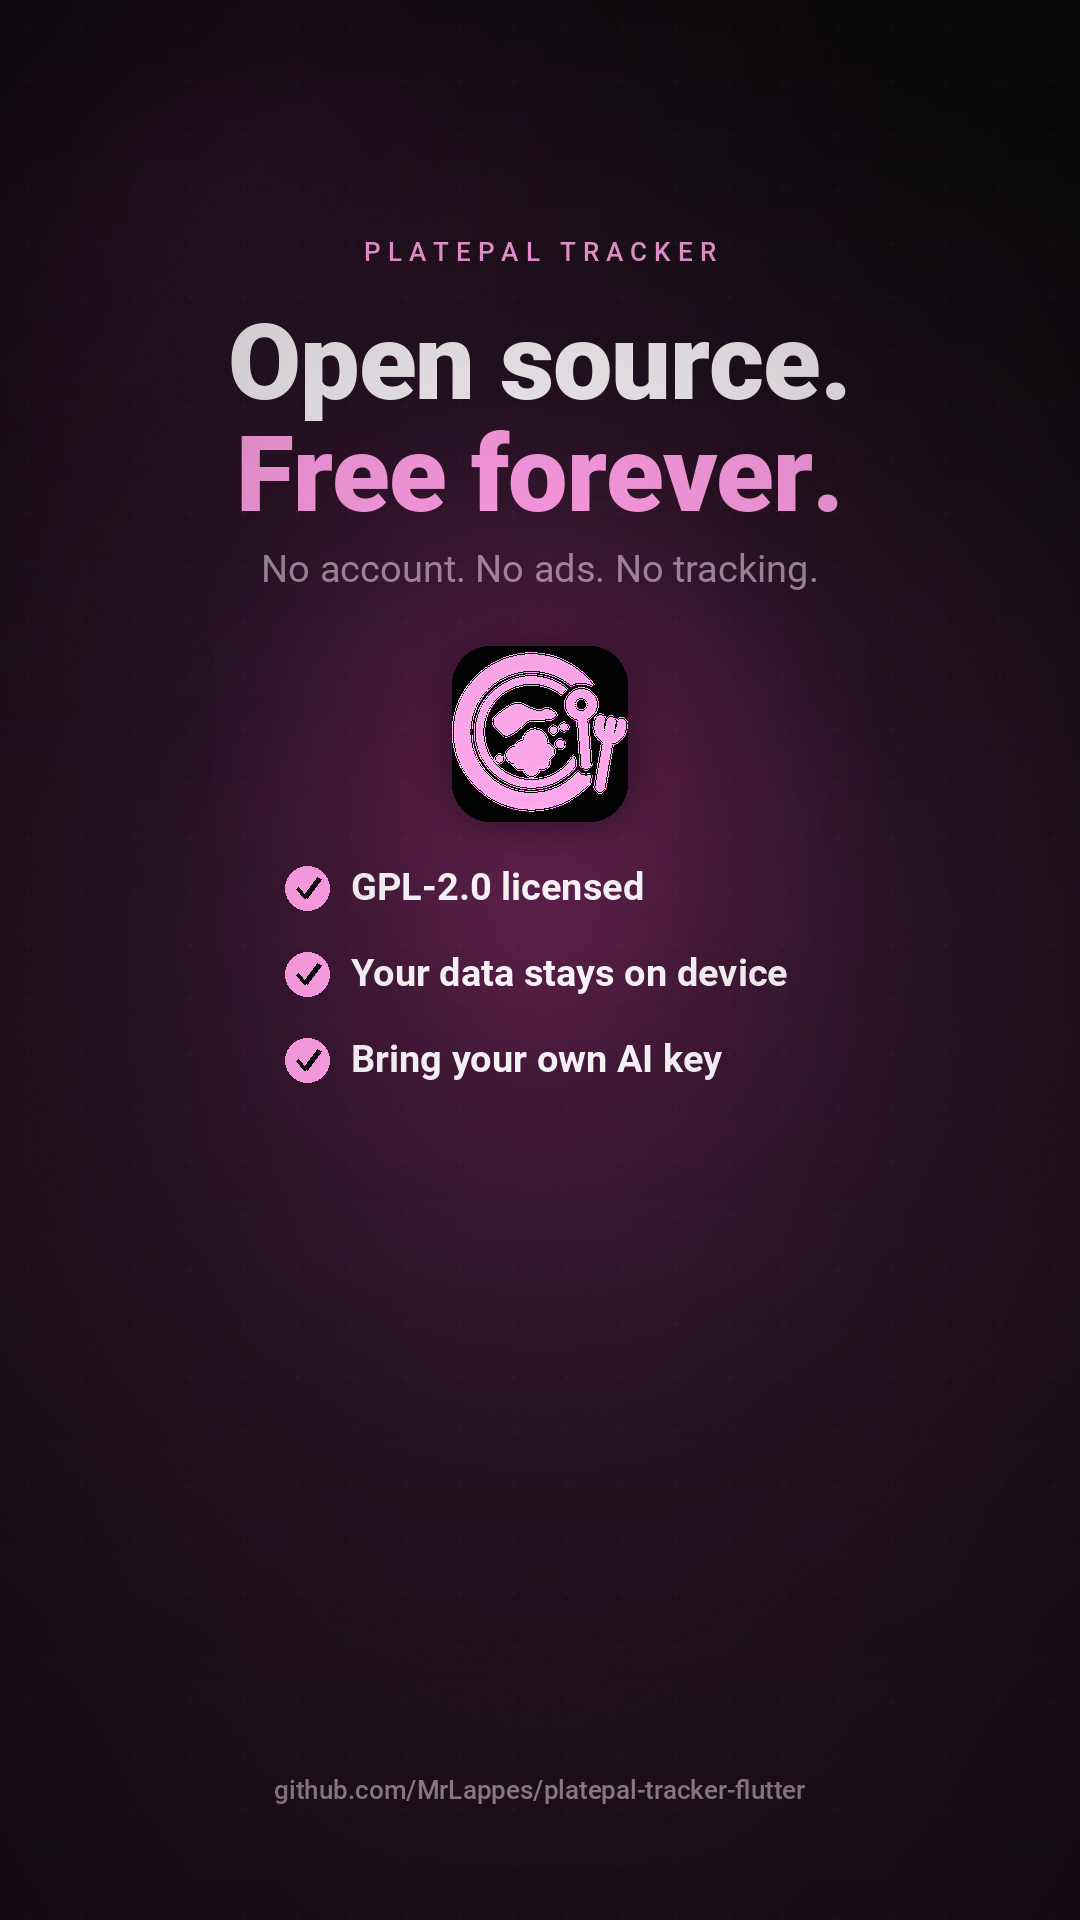 PLATEPAL TRACKER
Open source.
Free forever.
No account. No ads. No tracking.
GPL-2.0 licensed
Your data stays on device
Bring your own AI key
github.com/MrLappes/platepal-tracker-flutter